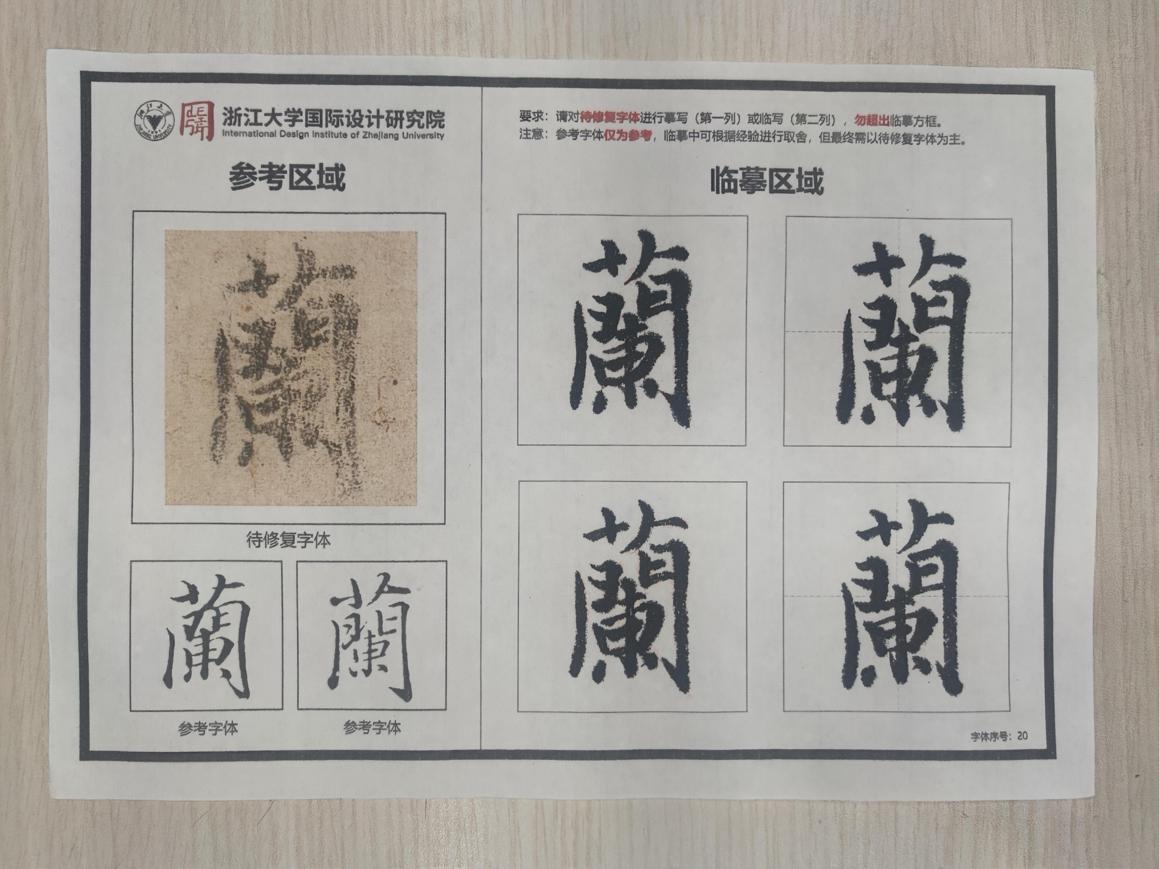 浙江大学国际设计研究院
International Design Institute of Zhejiang University
参考区域
蘭
待修复字体
蘭 蘭
参考字体 参考字体
要求：请对待修复字体进行摹写（第一列）或临写（第二列），勿超出临摹方框。
注意：参考字体仅为参考，临摹中可根据经验进行取舍，但最终需以待修复字体为主。
临摹区域
蘭 蘭
蘭 蘭
字体序号：20